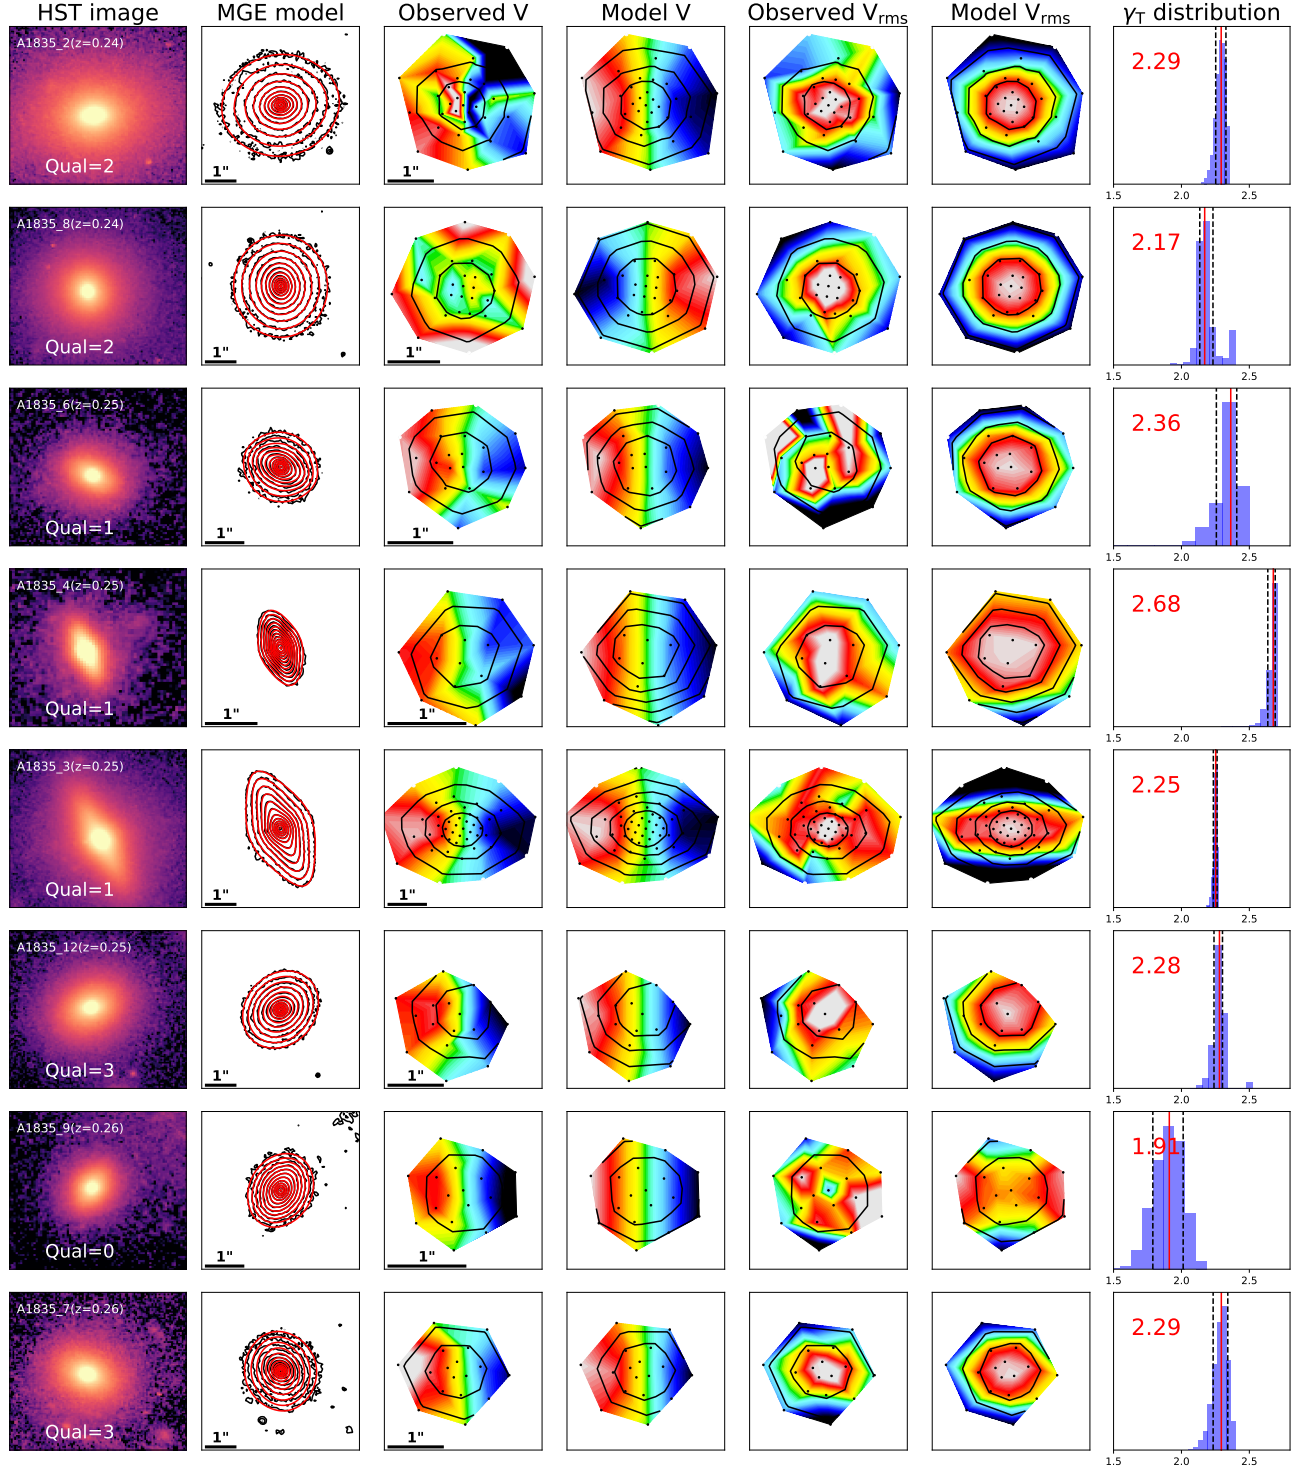 HST image MGE model Observed V Model V Observed Vrms Model Vrms γT distribution
A1835_2(z=0.24)
Qual=2
1"
1"
2.29
1.5 2.0 2.5
A1835_8(z=0.24)
Qual=2
1"
1"
2.17
1.5 2.0 2.5
A1835_6(z=0.25)
Qual=1
1"
1"
2.36
1.5 2.0 2.5
A1835_4(z=0.25)
Qual=1
1"
1"
2.68
1.5 2.0 2.5
A1835_3(z=0.25)
Qual=1
1"
1"
2.25
1.5 2.0 2.5
A1835_12(z=0.25)
Qual=3
1"
1"
2.28
1.5 2.0 2.5
A1835_9(z=0.26)
Qual=0
1"
1"
1.91
1.5 2.0 2.5
A1835_7(z=0.26)
Qual=3
1"
1"
2.29
1.5 2.0 2.5